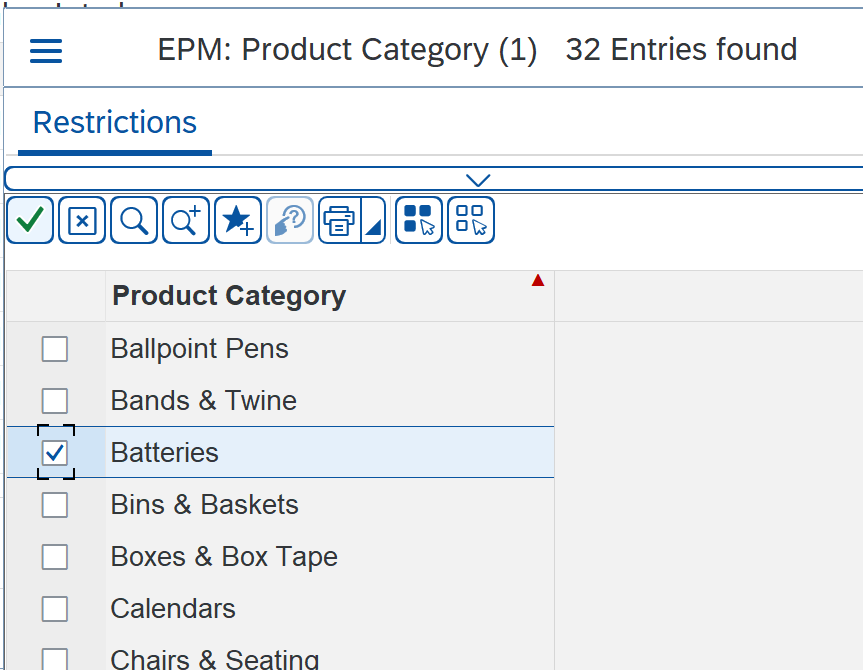 EPM: Product Category (1) 32 Entries found
Restrictions
Product Category
Ballpoint Pens
Bands & Twine
Batteries
Bins & Baskets
Boxes & Box Tape
Calendars
Chairs & Seating